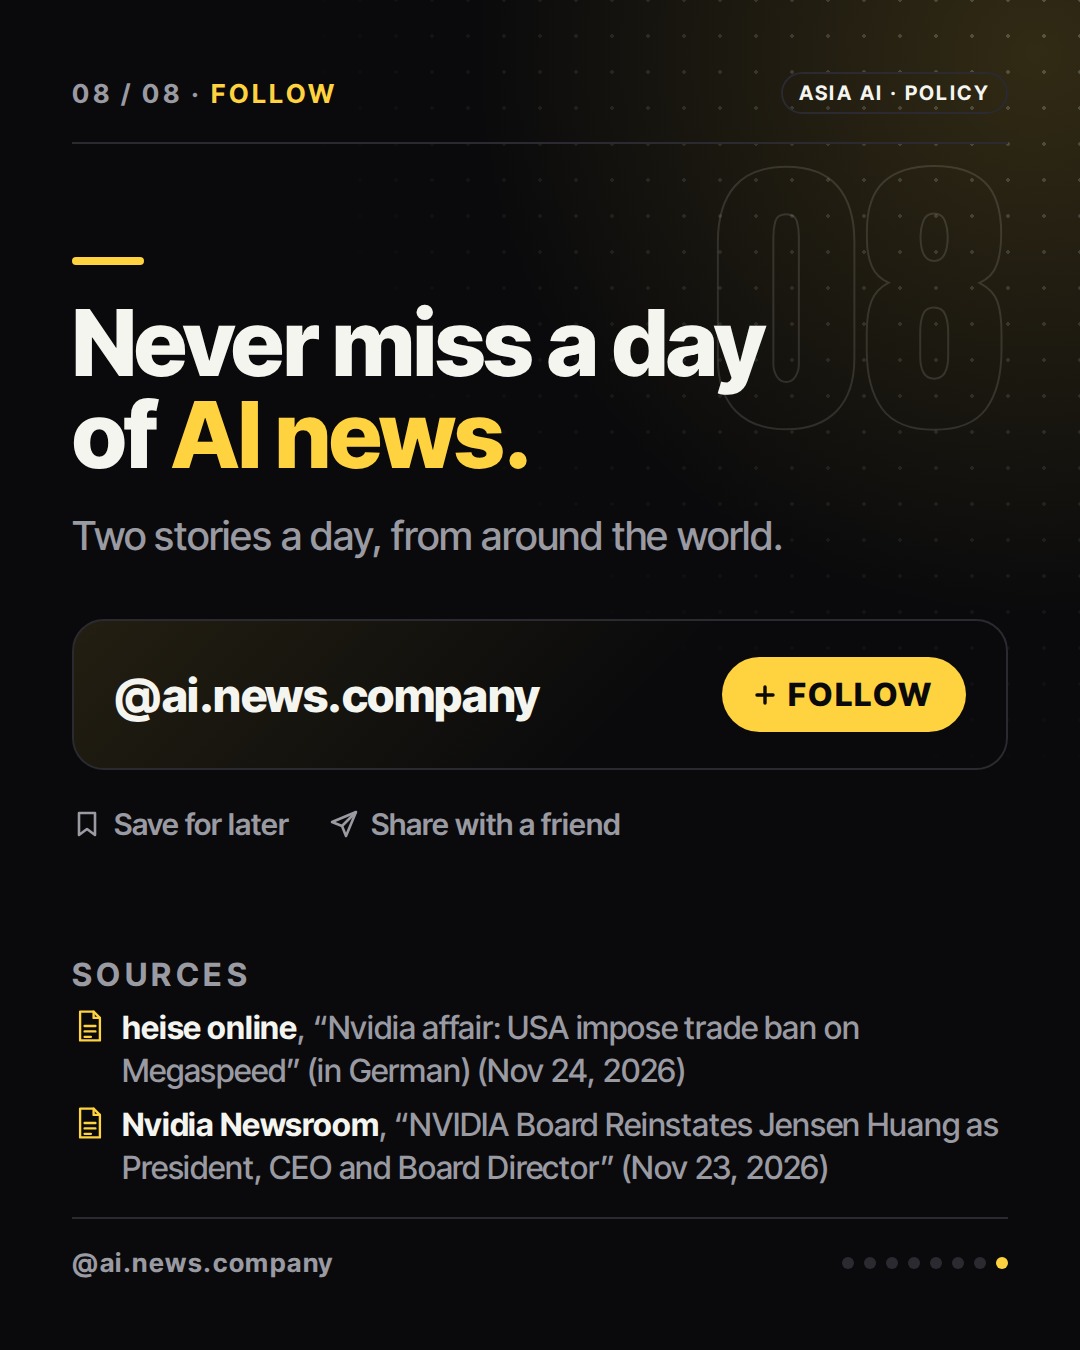 08 / 08 · FOLLOW
ASIA AI · POLICY
08
Never miss a day
of AI news.
Two stories a day, from around the world.
@ai.news.company
+ FOLLOW
Save for later
Share with a friend
SOURCES
heise online, “Nvidia affair: USA impose trade ban on
Megaspeed” (in German) (Nov 24, 2026)
Nvidia Newsroom, “NVIDIA Board Reinstates Jensen Huang as
President, CEO and Board Director” (Nov 23, 2026)
@ai.news.company